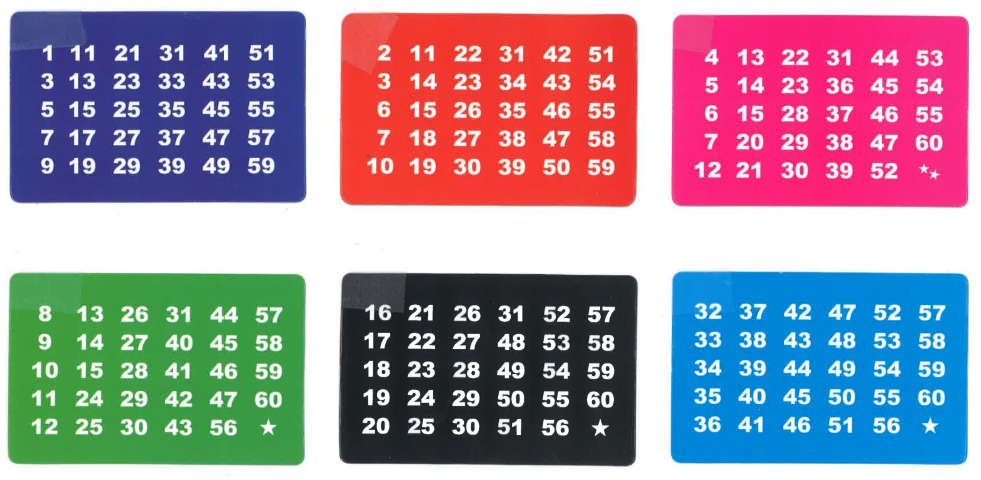 1 11 21 31 41 51
3 13 23 33 43 53
5 15 25 35 45 55
7 17 27 37 47 57
9 19 29 39 49 59
2 11 22 31 42 51
3 14 23 34 43 54
6 15 26 35 46 55
7 18 27 38 47 58
10 19 30 39 50 59
4 13 22 31 44 53
5 14 23 36 45 54
6 15 28 37 46 55
7 20 29 38 47 60
12 21 30 39 52
8 13 26 31 44 57
9 14 27 40 45 58
10 15 28 41 46 59
11 24 29 42 47 60
12 25 30 43 56 ★
16 21 26 31 52 57
17 22 27 48 53 58
18 23 28 49 54 59
19 24 29 50 55 60
20 25 30 51 56 ★
32 37 42 47 52 57
33 38 43 48 53 58
34 39 44 49 54 59
35 40 45 50 55 60
36 41 46 51 56 ★